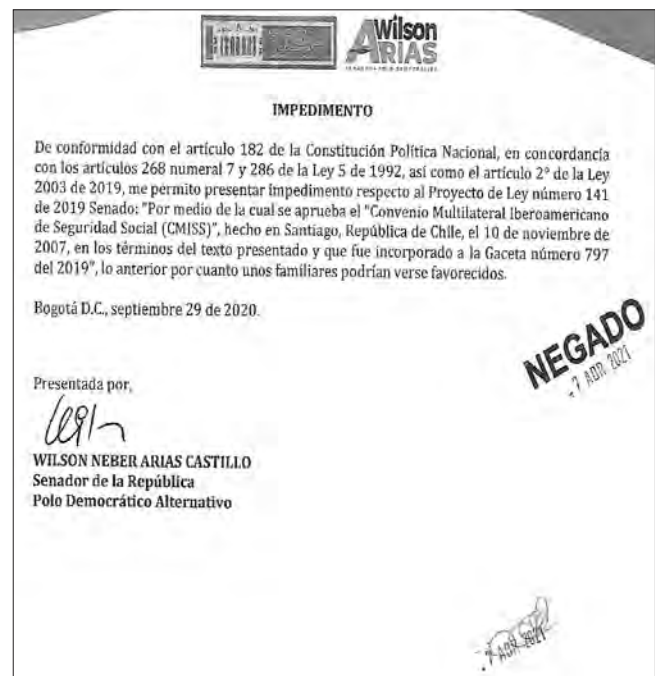 Wilson
ARIAS
IMPEDIMENTO
De conformidad con el artículo 182 de la Constitución Política Nacional, en concordancia
con los artículos 268 numeral 7 y 286 de la Ley 5 de 1992, así como el artículo 2° de la Ley
2003 de 2019, me permito presentar impedimento respecto al Proyecto de Ley número 141
de 2019 Senado: "Por medio de la cual se aprueba el "Convenio Multilateral Iberoamericano
de Seguridad Social (CMISS)", hecho en Santiago, República de Chile, el 10 de noviembre de
2007, en los términos del texto presentado y que fue incorporado a la Gaceta número 797
del 2019", lo anterior por cuanto unos familiares podrían verse favorecidos.
Bogotá D.C., septiembre 29 de 2020.
NEGADO
7 ABR 2021
Presentada por,
WILSON NEBER ARIAS CASTILLO
Senador de la República
Polo Democrático Alternativo
7 ABR 2021